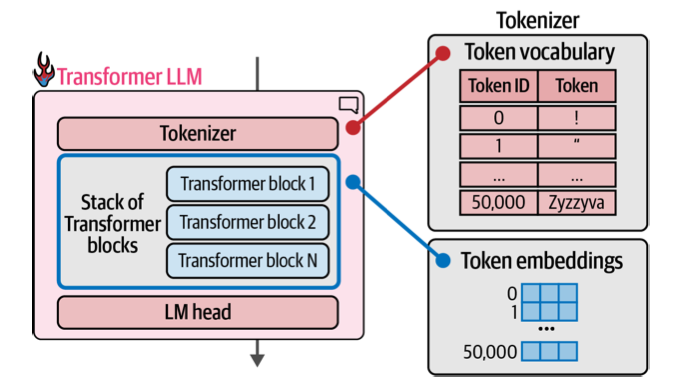 Transformer LLM
Tokenizer
Stack of
Transformer
blocks
Transformer block 1
Transformer block 2
Transformer block N
LM head
Tokenizer
Token vocabulary
Token ID Token
0 !
1 "
... ...
50,000 Zyzzyva
Token embeddings
0
1
...
50,000